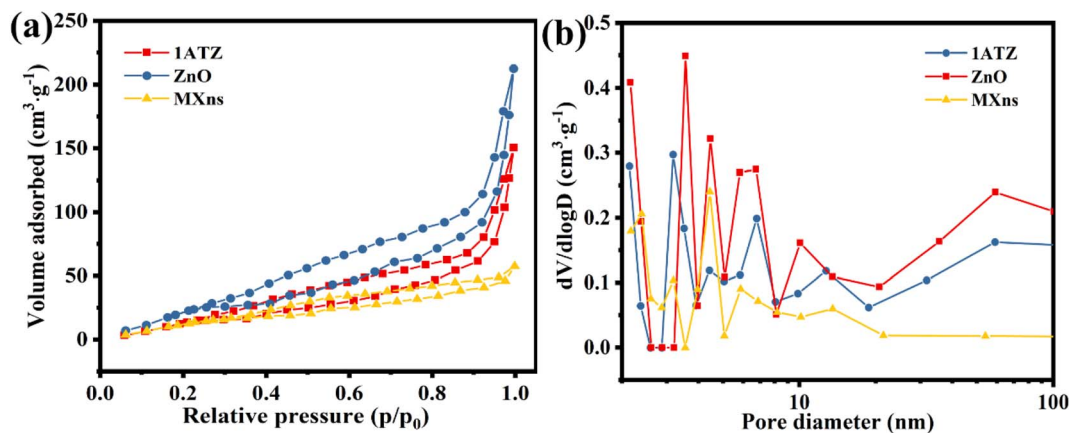 (a)
1ATZ
ZnO
MXns
Volume adsorbed (cm³·g⁻¹)
250
200
150
100
50
0
0.0 0.2 0.4 0.6 0.8 1.0
Relative pressure (p/p₀)
(b)
1ATZ
ZnO
MXns
dV/dlogD (cm³·g⁻¹)
0.5
0.4
0.3
0.2
0.1
0.0
10 100
Pore diameter (nm)